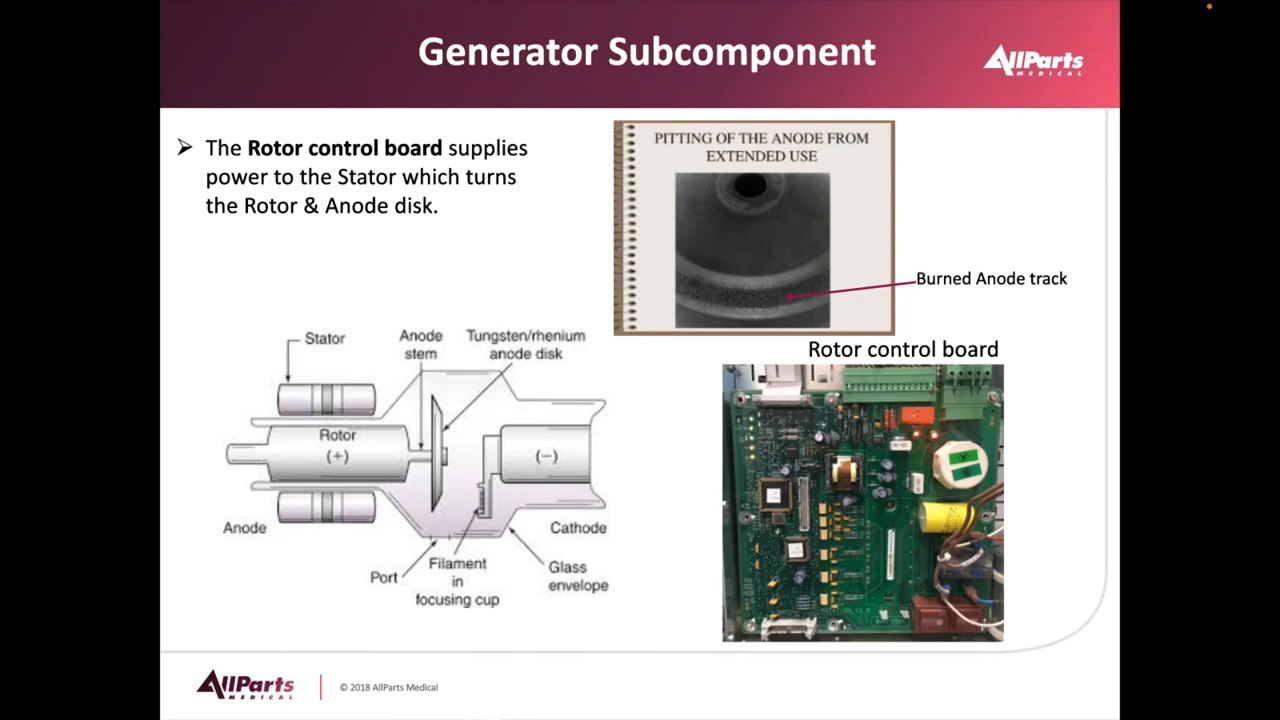 Generator Subcomponent
AllParts
MEDICAL
➢ The Rotor control board supplies
power to the Stator which turns
the Rotor & Anode disk.
PITTING OF THE ANODE FROM
EXTENDED USE
Burned Anode track
Rotor control board
Stator
Anode
stem
Tungsten/rhenium
anode disk
Rotor
(+)
(−)
Anode
Cathode
Port
Filament
in
focusing cup
Glass
envelope
AllParts
MEDICAL
© 2018 AllParts Medical